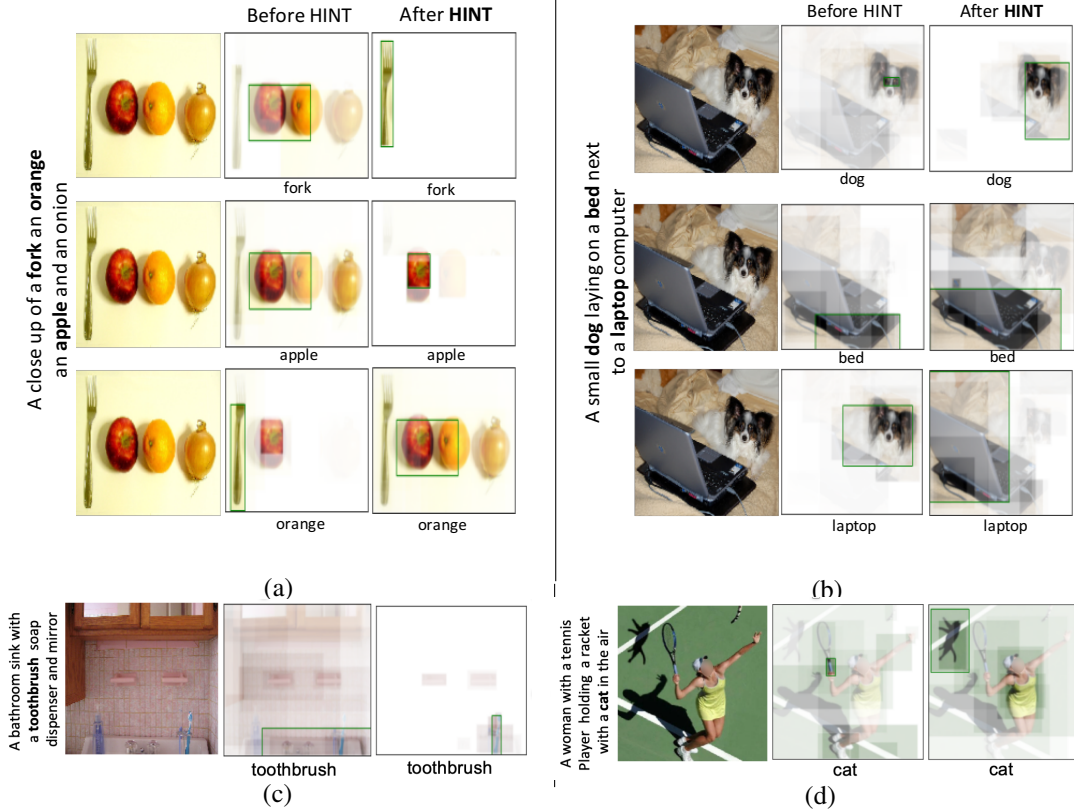 Before HINT
After HINT
A close up of a fork an orange
an apple and an onion
fork
fork
apple
apple
orange
orange
(a)
Before HINT
After HINT
A small dog laying on a bed next
to a laptop computer
dog
dog
bed
bed
laptop
laptop
(b)
A bathroom sink with
a toothbrush soap
dispenser and mirror
toothbrush
toothbrush
(c)
A woman with a tennis
Player holding a racket
with a cat in the air
cat
cat
(d)